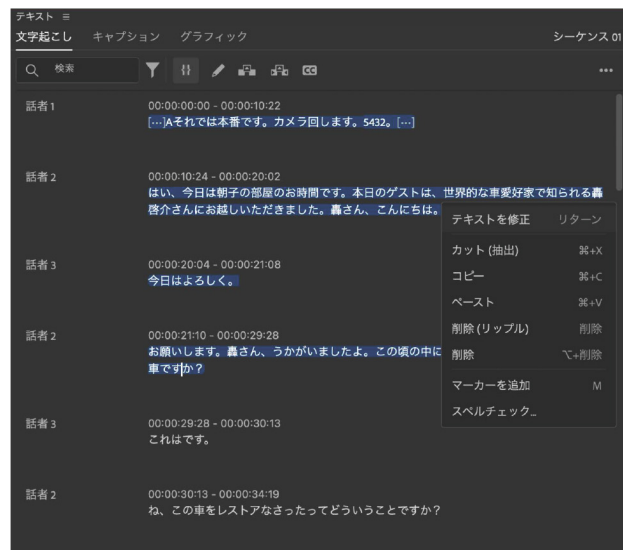 テキスト ≡
文字起こし キャプション グラフィック シーケンス 01
検索
話者 1 00:00:00:00 - 00:00:10:22
[…]Aそれでは本番です。カメラ回します。5432。[…]
話者 2 00:00:10:24 - 00:00:20:02
はい、今日は朝子の部屋のお時間です。本日のゲストは、世界的な車愛好家で知られる轟
啓介さんにお越しいただきました。轟さん、こんにちは。
テキストを修正 リターン
カット (抽出) ⌘+X
コピー ⌘+C
ペースト ⌘+V
削除 (リップル) 削除
削除 ⌥+削除
マーカーを追加 M
スペルチェック...
話者 3 00:00:20:04 - 00:00:21:08
今日はよろしく。
話者 2 00:00:21:10 - 00:00:29:28
お願いします。轟さん、うかがいましたよ。この頃の中に
車ですか？
話者 3 00:00:29:28 - 00:00:30:13
これはです。
話者 2 00:00:30:13 - 00:00:34:19
ね、この車をレストアなさったってどういうことですか？